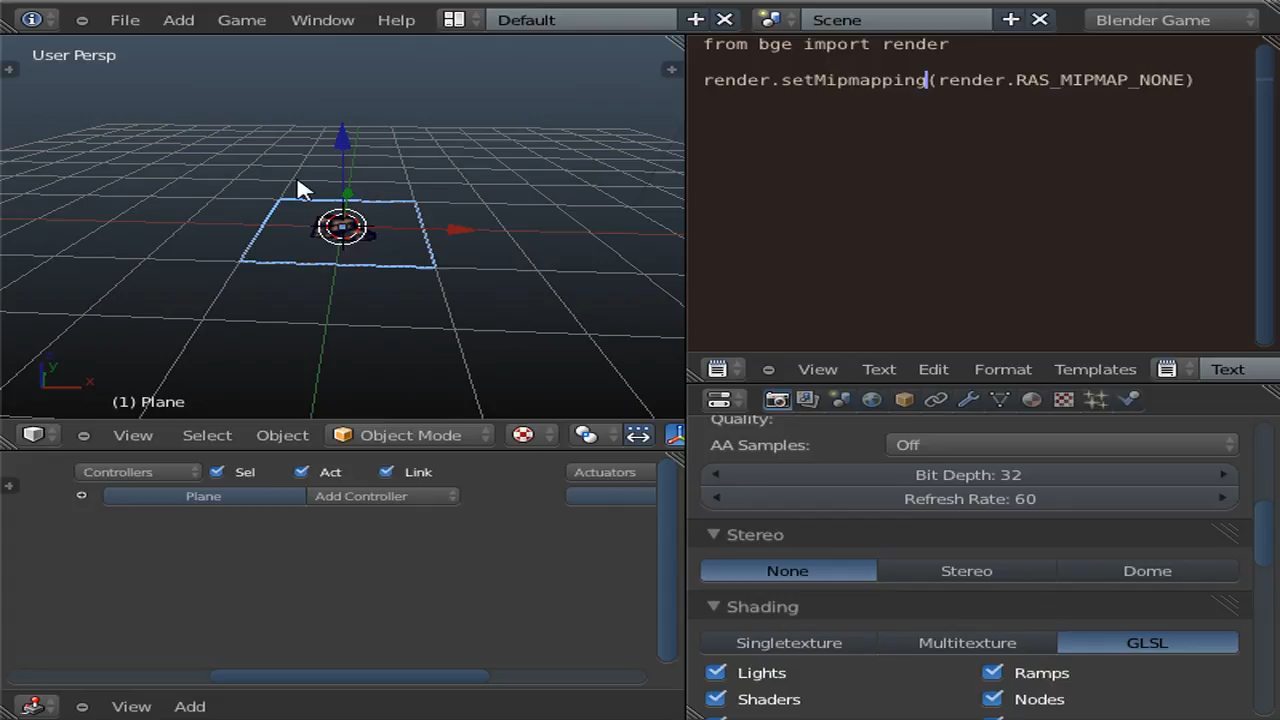 File Add Game Window Help Default Scene Blender Game
User Persp
(1) Plane
y
x
View Select Object Object Mode
from bge import render
render.setMipmapping(render.RAS_MIPMAP_NONE)
View Text Edit Format Templates Text
Quality:
AA Samples: Off
Bit Depth: 32
Refresh Rate: 60
Stereo
None Stereo Dome
Shading
Singletexture Multitexture GLSL
Lights Ramps
Shaders Nodes
Controllers Sel Act Link Actuators
Plane Add Controller
View Add